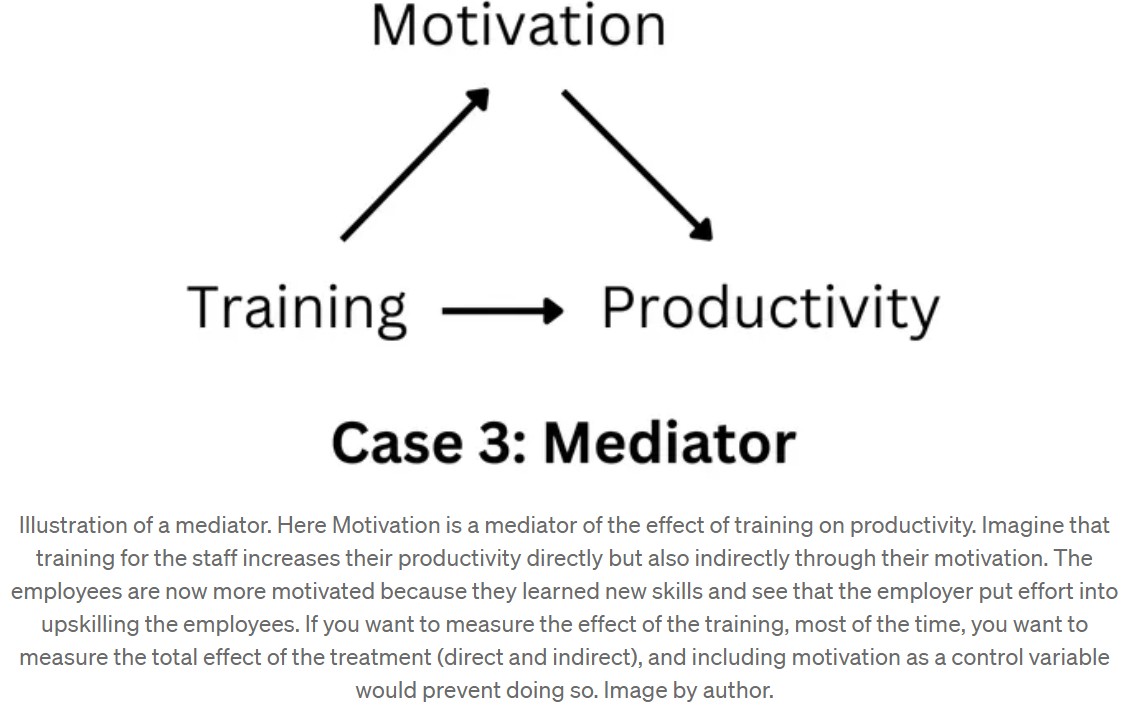 Motivation
Training
Productivity
Case 3: Mediator
Illustration of a mediator. Here Motivation is a mediator of the effect of training on productivity. Imagine that
training for the staff increases their productivity directly but also indirectly through their motivation. The
employees are now more motivated because they learned new skills and see that the employer put effort into
upskilling the employees. If you want to measure the effect of the training, most of the time, you want to
measure the total effect of the treatment (direct and indirect), and including motivation as a control variable
would prevent doing so. Image by author.